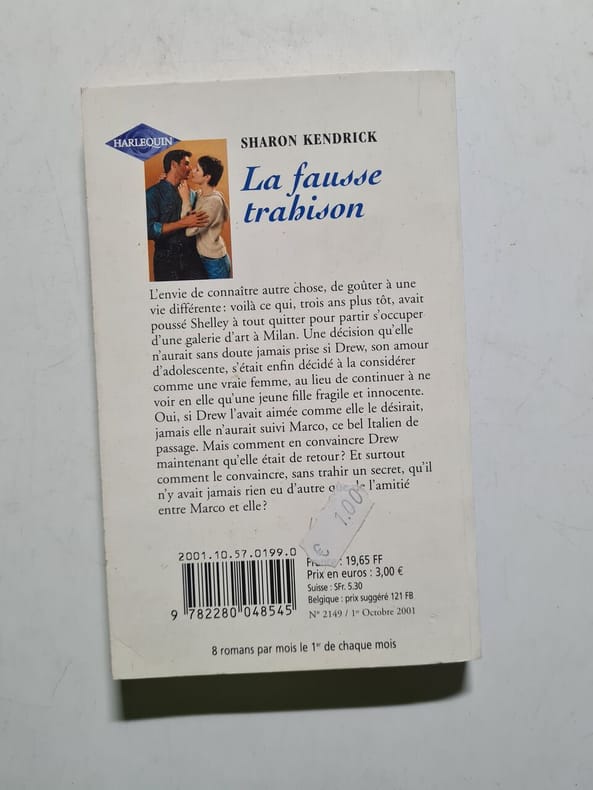 HARLEQUIN
SHARON KENDRICK
La fausse
trahison
L'envie de connaître autre chose, de goûter à une
vie différente : voilà ce qui, trois ans plus tôt, avait
poussé Shelley à tout quitter pour partir s'occuper
d'une galerie d'art à Milan. Une décision qu'elle
n'aurait sans doute jamais prise si Drew, son amour
d'adolescente, s'était enfin décidé à la considérer
comme une vraie femme, au lieu de continuer à ne
voir en elle qu'une jeune fille fragile et innocente.
Oui, si Drew l'avait aimée comme elle le désirait,
jamais elle n'aurait suivi Marco, ce bel Italien de
passage. Mais comment en convaincre Drew
maintenant qu'elle était de retour ? Et surtout
comment le convaincre, sans trahir un secret, qu'il
n'y avait jamais rien eu d'autre que de l'amitié
entre Marco et elle ?
€ 1.00
2001.10.57.0199.0
9 782280 048545
: 19,65 FF
Prix en euros : 3,00 €
Suisse : SFr. 5.30
Belgique : prix suggéré 121 FB
N° 2149 / 1er Octobre 2001
8 romans par mois le 1er de chaque mois